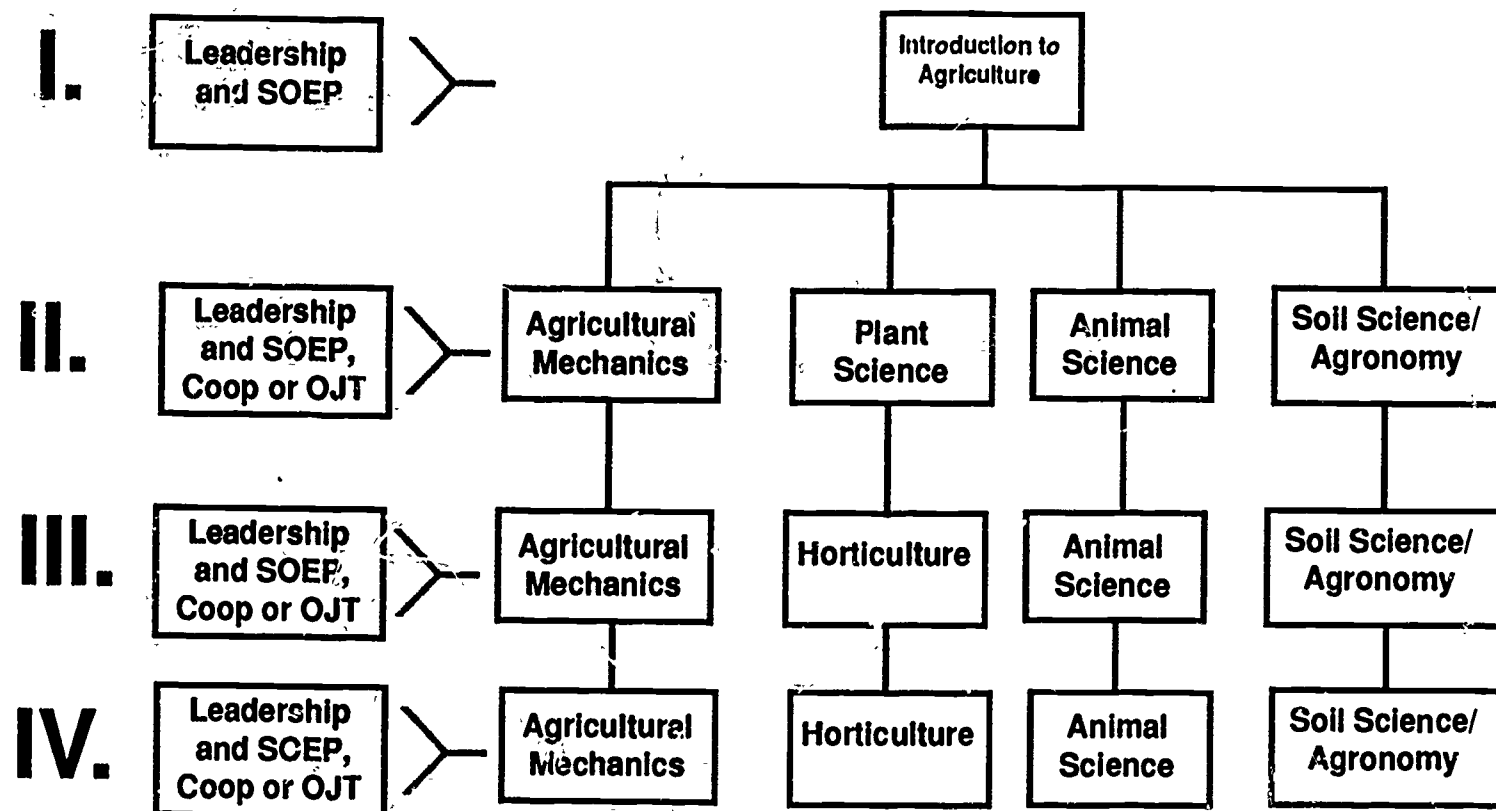 I.
Leadership
and SOEP
Introduction to
Agriculture
II.
Leadership
and SOEP,
Coop or OJT
Agricultural
Mechanics
Plant
Science
Animal
Science
Soil Science/
Agronomy
III.
Leadership
and SOEP,
Coop or OJT
Agricultural
Mechanics
Horticulture
Animal
Science
Soil Science/
Agronomy
IV.
Leadership
and SOEP,
Coop or OJT
Agricultural
Mechanics
Horticulture
Animal
Science
Soil Science/
Agronomy